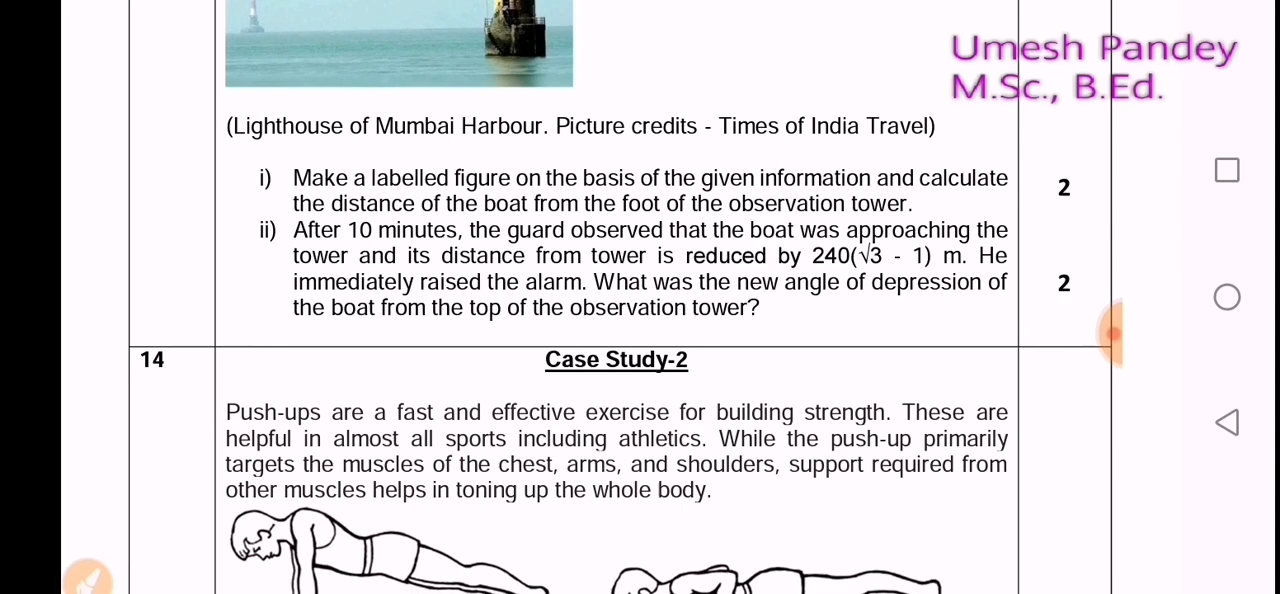 Umesh Pandey
M.Sc., B.Ed.
(Lighthouse of Mumbai Harbour. Picture credits - Times of India Travel)
i) Make a labelled figure on the basis of the given information and calculate
the distance of the boat from the foot of the observation tower.
2
ii) After 10 minutes, the guard observed that the boat was approaching the
tower and its distance from tower is reduced by 240(√3 - 1) m. He
immediately raised the alarm. What was the new angle of depression of
the boat from the top of the observation tower?
2
14
Case Study-2
Push-ups are a fast and effective exercise for building strength. These are
helpful in almost all sports including athletics. While the push-up primarily
targets the muscles of the chest, arms, and shoulders, support required from
other muscles helps in toning up the whole body.